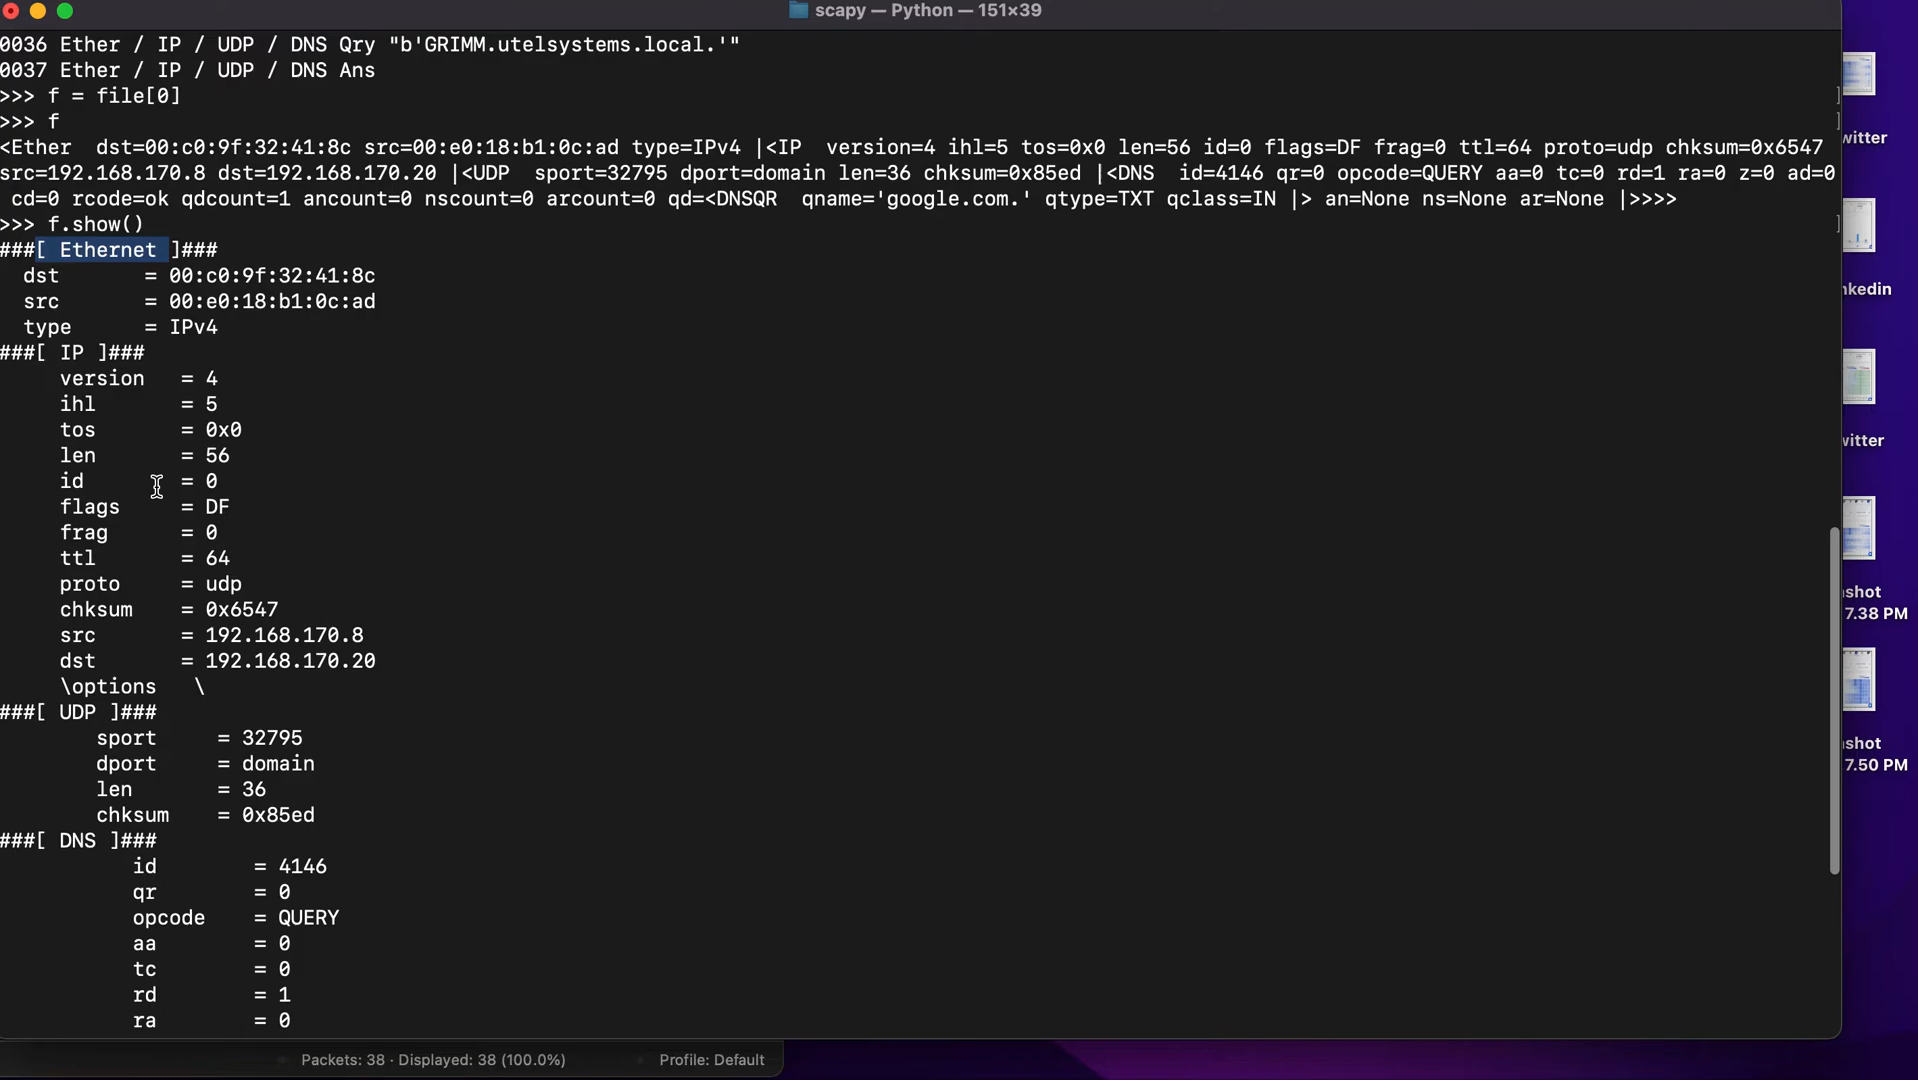 scapy — Python — 151×39
0036 Ether / IP / UDP / DNS Qry "b'GRIMM.utelsystems.local.'"
0037 Ether / IP / UDP / DNS Ans
>>> f = file[0]
>>> f
<Ether  dst=00:c0:9f:32:41:8c src=00:e0:18:b1:0c:ad type=IPv4 |<IP  version=4 ihl=5 tos=0x0 len=56 id=0 flags=DF frag=0 ttl=64 proto=udp chksum=0x6547
src=192.168.170.8 dst=192.168.170.20 |<UDP  sport=32795 dport=domain len=36 chksum=0x85ed |<DNS  id=4146 qr=0 opcode=QUERY aa=0 tc=0 rd=1 ra=0 z=0 ad=0
cd=0 rcode=ok qdcount=1 ancount=0 nscount=0 arcount=0 qd=<DNSQR  qname='google.com.' qtype=TXT qclass=IN |> an=None ns=None ar=None |>>>>
>>> f.show()
###[ Ethernet ]###
dst = 00:c0:9f:32:41:8c
src = 00:e0:18:b1:0c:ad
type = IPv4
###[ IP ]###
version = 4
ihl = 5
tos = 0x0
len = 56
id = 0
flags = DF
frag = 0
ttl = 64
proto = udp
chksum = 0x6547
src = 192.168.170.8
dst = 192.168.170.20
\options \
###[ UDP ]###
sport = 32795
dport = domain
len = 36
chksum = 0x85ed
###[ DNS ]###
id = 4146
qr = 0
opcode = QUERY
aa = 0
tc = 0
rd = 1
ra = 0
witter
nkedin
witter
shot
7.38 PM
shot
7.50 PM
Packets: 38 · Displayed: 38 (100.0%)
Profile: Default